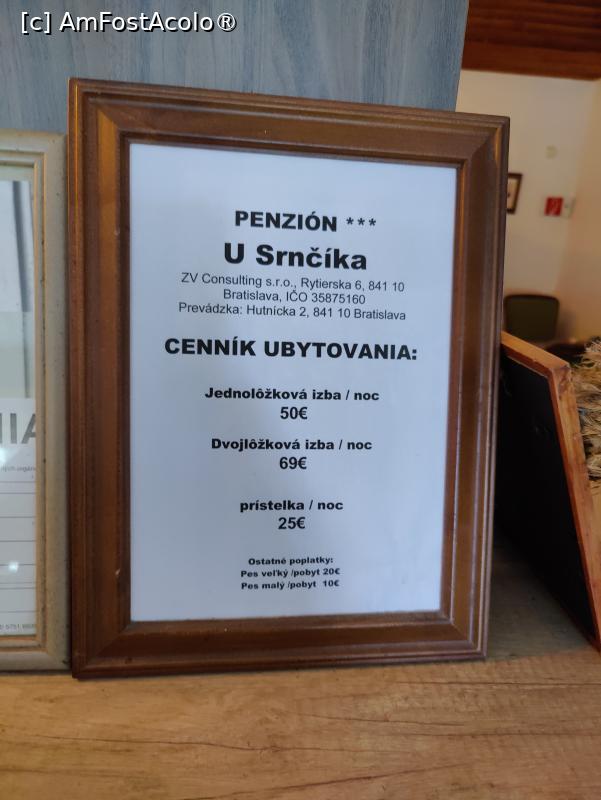 [c] AmFostAcolo®
PENZIÓN ***
U Srnčíka
ZV Consulting s.r.o., Rytierska 6, 841 10
Bratislava, IČO 35875160
Prevádzka: Hutnícka 2, 841 10 Bratislava
CENNÍK UBYTOVANIA:
Jednolôžková izba / noc
50€
Dvojlôžková izba / noc
69€
prístelka / noc
25€
Ostatné poplatky:
Pes veľký /pobyt 20€
Pes malý /pobyt 10€